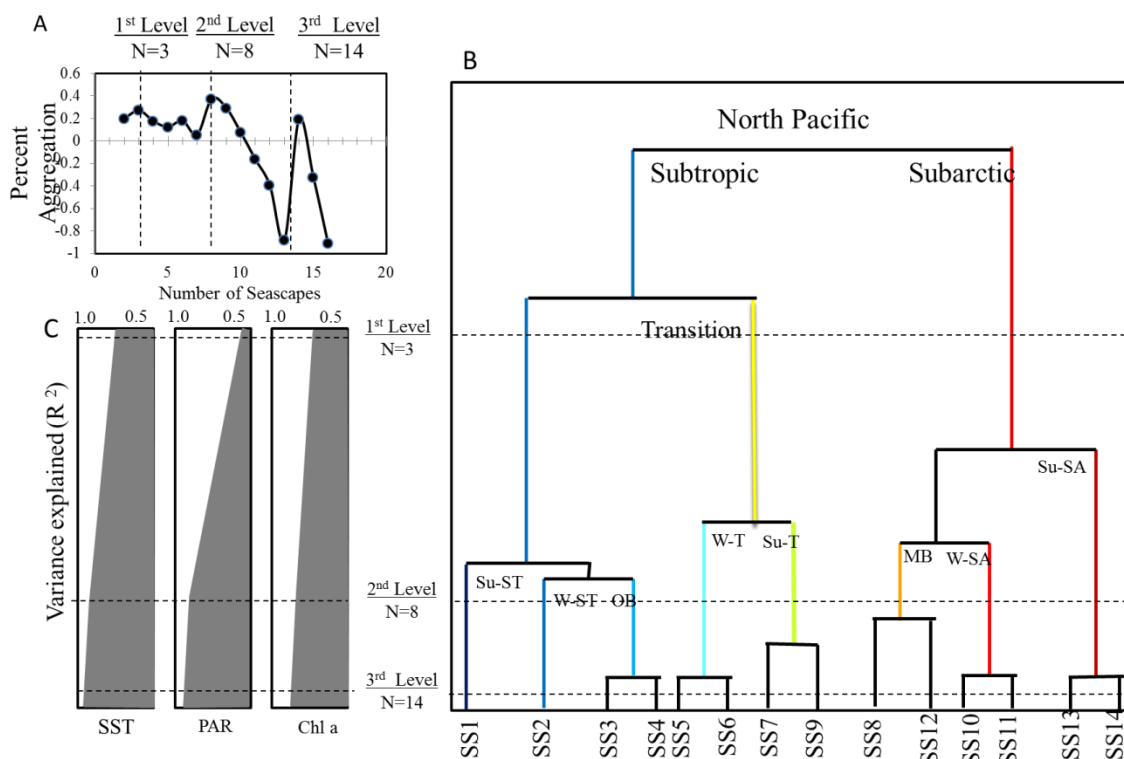 A
1st Level 2nd Level 3rd Level
N=3 N=8 N=14
Percent
Aggregation
0.6
0.4
0.2
0
-0.4
-0.6
-0.8
-1
0 5 10 15 20
Number of Seascapes
B
North Pacific
Subtropic Subarctic
Transition
Su-SA
W-T Su-T MB W-SA
Su-ST
W-ST OB
SS1 SS2 SS3 SS4 SS5 SS6 SS7 SS9 SS8 SS12 SS10 SS11 SS13 SS14
C
1.0 0.5 1.0 0.5 1.0 0.5
Variance explained (R 2)
1st Level
N=3
2nd Level
N=8
3rd Level
N=14
SST PAR Chl a